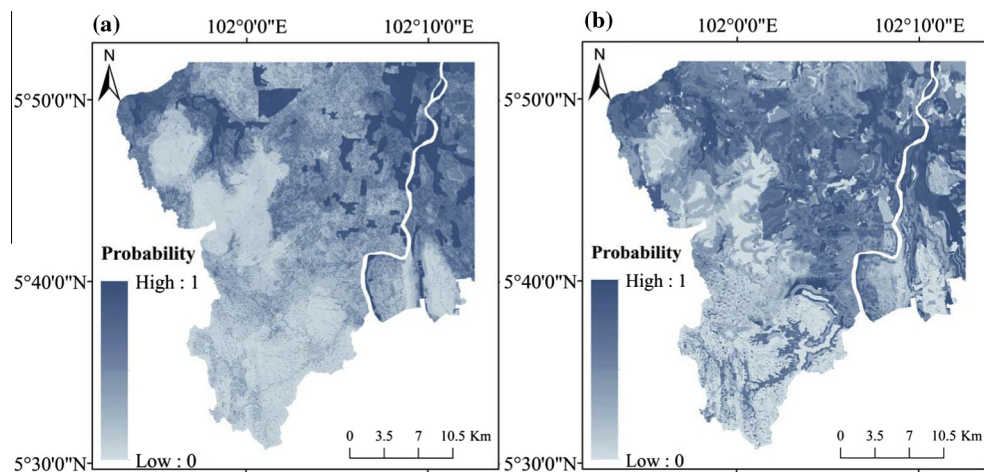 (a)
102°0'0"E
102°10'0"E
N
5°50'0"N
5°40'0"N
5°30'0"N
Probability
High : 1
Low : 0
0 3.5 7 10.5 Km
(b)
102°0'0"E
102°10'0"E
N
5°50'0"N
5°40'0"N
5°30'0"N
Probability
High : 1
Low : 0
0 3.5 7 10.5 Km